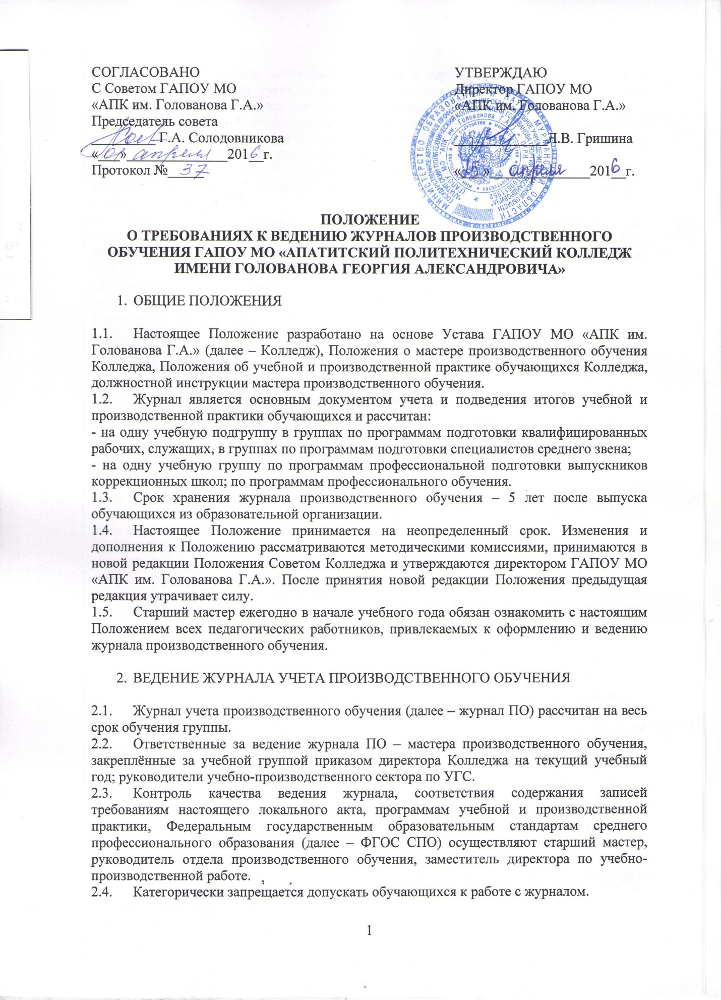 СОГЛАСОВАНО
С Советом ГАПОУ МО
«АПК им. Голованова Г.А.»
Председатель совета
Г.А. Солодовникова
« » апреля 2016 г.
Протокол № 37
УТВЕРЖДАЮ
Директор ГАПОУ МО
«АПК им. Голованова Г.А.»
Л.В. Гришина
«15» апреля 2016 г.
МИНИСТЕРСТВО ОБРАЗОВАНИЯ И НАУКИ МУРМАНСКОЙ ОБЛАСТИ
ПОЛОЖЕНИЕ
О ТРЕБОВАНИЯХ К ВЕДЕНИЮ ЖУРНАЛОВ ПРОИЗВОДСТВЕННОГО
ОБУЧЕНИЯ ГАПОУ МО «АПАТИТСКИЙ ПОЛИТЕХНИЧЕСКИЙ КОЛЛЕДЖ
ИМЕНИ ГОЛОВАНОВА ГЕОРГИЯ АЛЕКСАНДРОВИЧА»
1. ОБЩИЕ ПОЛОЖЕНИЯ
1.1. Настоящее Положение разработано на основе Устава ГАПОУ МО «АПК им.
Голованова Г.А.» (далее – Колледж), Положения о мастере производственного обучения
Колледжа, Положения об учебной и производственной практике обучающихся Колледжа,
должностной инструкции мастера производственного обучения.
1.2. Журнал является основным документом учета и подведения итогов учебной и
производственной практики обучающихся и рассчитан:
- на одну учебную подгруппу в группах по программам подготовки квалифицированных
рабочих, служащих, в группах по программам подготовки специалистов среднего звена;
- на одну учебную группу по программам профессиональной подготовки выпускников
коррекционных школ; по программам профессионального обучения.
1.3. Срок хранения журнала производственного обучения – 5 лет после выпуска
обучающихся из образовательной организации.
1.4. Настоящее Положение принимается на неопределенный срок. Изменения и
дополнения к Положению рассматриваются методическими комиссиями, принимаются в
новой редакции Положения Советом Колледжа и утверждаются директором ГАПОУ МО
«АПК им. Голованова Г.А.». После принятия новой редакции Положения предыдущая
редакция утрачивает силу.
1.5. Старший мастер ежегодно в начале учебного года обязан ознакомить с настоящим
Положением всех педагогических работников, привлекаемых к оформлению и ведению
журнала производственного обучения.
2. ВЕДЕНИЕ ЖУРНАЛА УЧЕТА ПРОИЗВОДСТВЕННОГО ОБУЧЕНИЯ
2.1. Журнал учета производственного обучения (далее – журнал ПО) рассчитан на весь
срок обучения группы.
2.2. Ответственные за ведение журнала ПО – мастера производственного обучения,
закреплённые за учебной группой приказом директора Колледжа на текущий учебный
год; руководители учебно-производственного сектора по УГС.
2.3. Контроль качества ведения журнала, соответствия содержания записей
требованиям настоящего локального акта, программам учебной и производственной
практики, Федеральным государственным образовательным стандартам среднего
профессионального образования (далее – ФГОС СПО) осуществляют старший мастер,
руководитель отдела производственного обучения, заместитель директора по учебно-
производственной работе.
2.4. Категорически запрещается допускать обучающихся к работе с журналом.
1